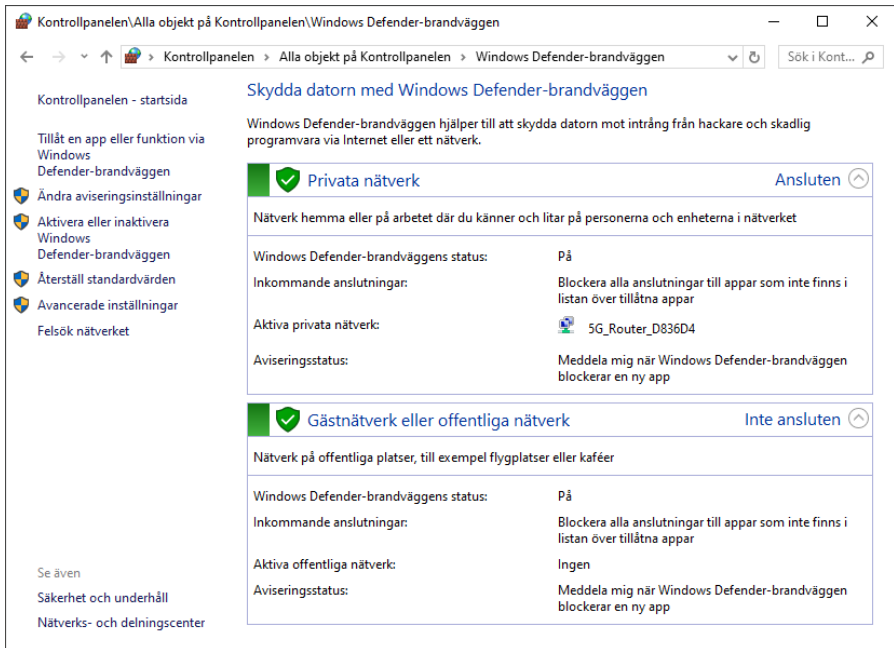 Kontrollpanelen\Alla objekt på Kontrollpanelen\Windows Defender-brandväggen
Kontrollpanelen > Alla objekt på Kontrollpanelen > Windows Defender-brandväggen
Sök i Kont...
Kontrollpanelen - startsida
Tillåt en app eller funktion via
Windows
Defender-brandväggen
Ändra aviseringsinställningar
Aktivera eller inaktivera
Windows
Defender-brandväggen
Återställ standardvärden
Avancerade inställningar
Felsök nätverket
Se även
Säkerhet och underhåll
Nätverks- och delningscenter
Skydda datorn med Windows Defender-brandväggen
Windows Defender-brandväggen hjälper till att skydda datorn mot intrång från hackare och skadlig
programvara via Internet eller ett nätverk.
Privata nätverk Ansluten
Nätverk hemma eller på arbetet där du känner och litar på personerna och enheterna i nätverket
Windows Defender-brandväggens status: På
Inkommande anslutningar: Blockera alla anslutningar till appar som inte finns i
listan över tillåtna appar
Aktiva privata nätverk: 5G_Router_D836D4
Aviseringsstatus: Meddela mig när Windows Defender-brandväggen
blockerar en ny app
Gästnätverk eller offentliga nätverk Inte ansluten
Nätverk på offentliga platser, till exempel flygplatser eller kaféer
Windows Defender-brandväggens status: På
Inkommande anslutningar: Blockera alla anslutningar till appar som inte finns i
listan över tillåtna appar
Aktiva offentliga nätverk: Ingen
Aviseringsstatus: Meddela mig när Windows Defender-brandväggen
blockerar en ny app